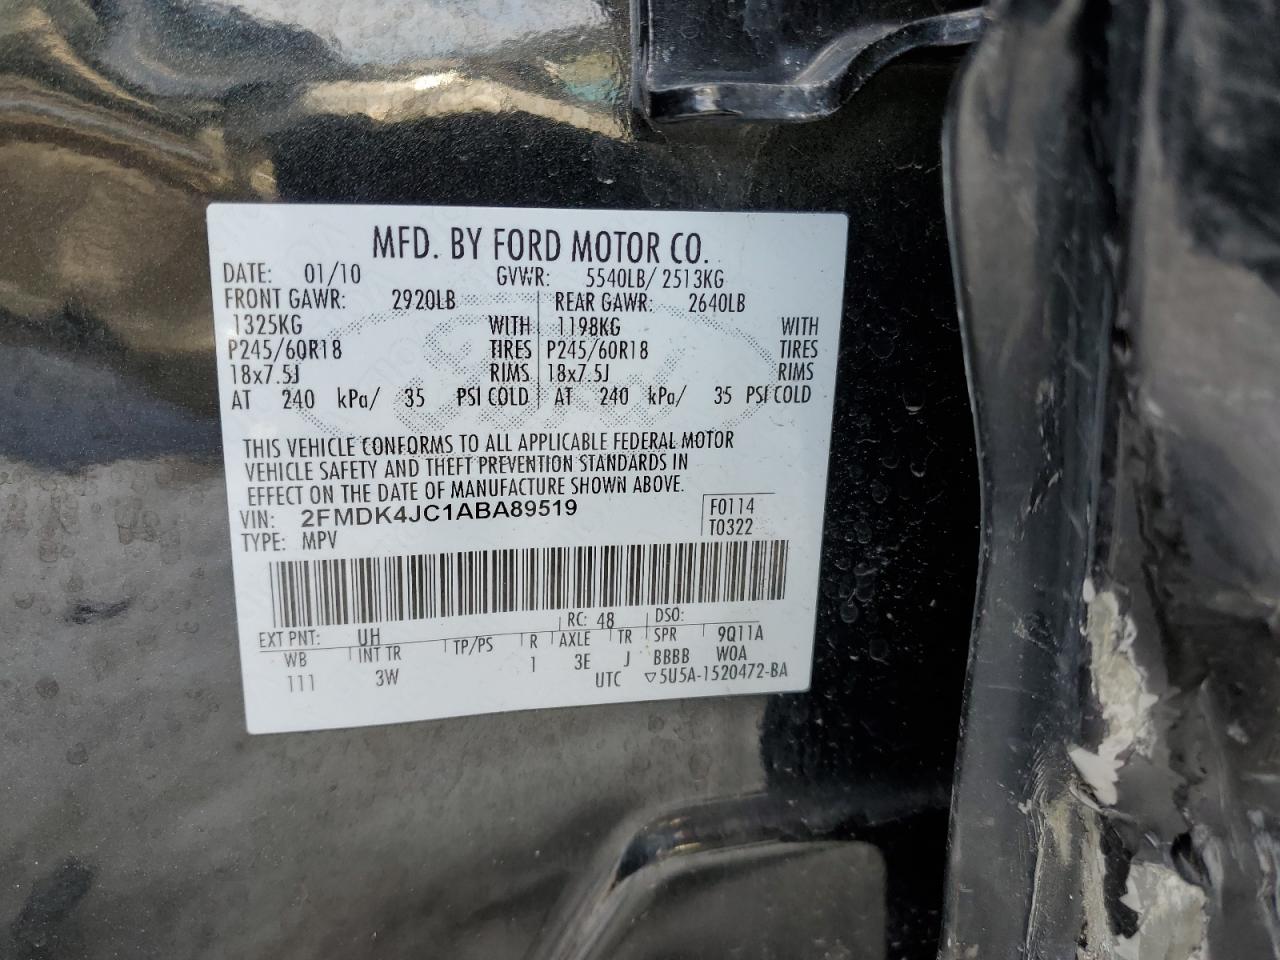 MFD. BY FORD MOTOR CO.
DATE: 01/10 GVWR: 5540LB/ 2513KG
FRONT GAWR: 2920LB REAR GAWR: 2640LB
1325KG WITH 1198KG WITH
P245/60R18 TIRES P245/60R18 TIRES
18x7.5J RIMS 18x7.5J RIMS
AT 240 kPa/ 35 PSI COLD AT 240 kPa/ 35 PSI COLD
THIS VEHICLE CONFORMS TO ALL APPLICABLE FEDERAL MOTOR
VEHICLE SAFETY AND THEFT PREVENTION STANDARDS IN
EFFECT ON THE DATE OF MANUFACTURE SHOWN ABOVE.
VIN: 2FMDK4JC1ABA89519 F0114
TYPE: MPV T0322
EXT PNT: UH RC: 48 DSO:
WB INT TR TP/PS R AXLE TR SPR 9Q11A
111 3W 1 3E J BBBB WOA
UTC ▽5U5A-1520472-BA